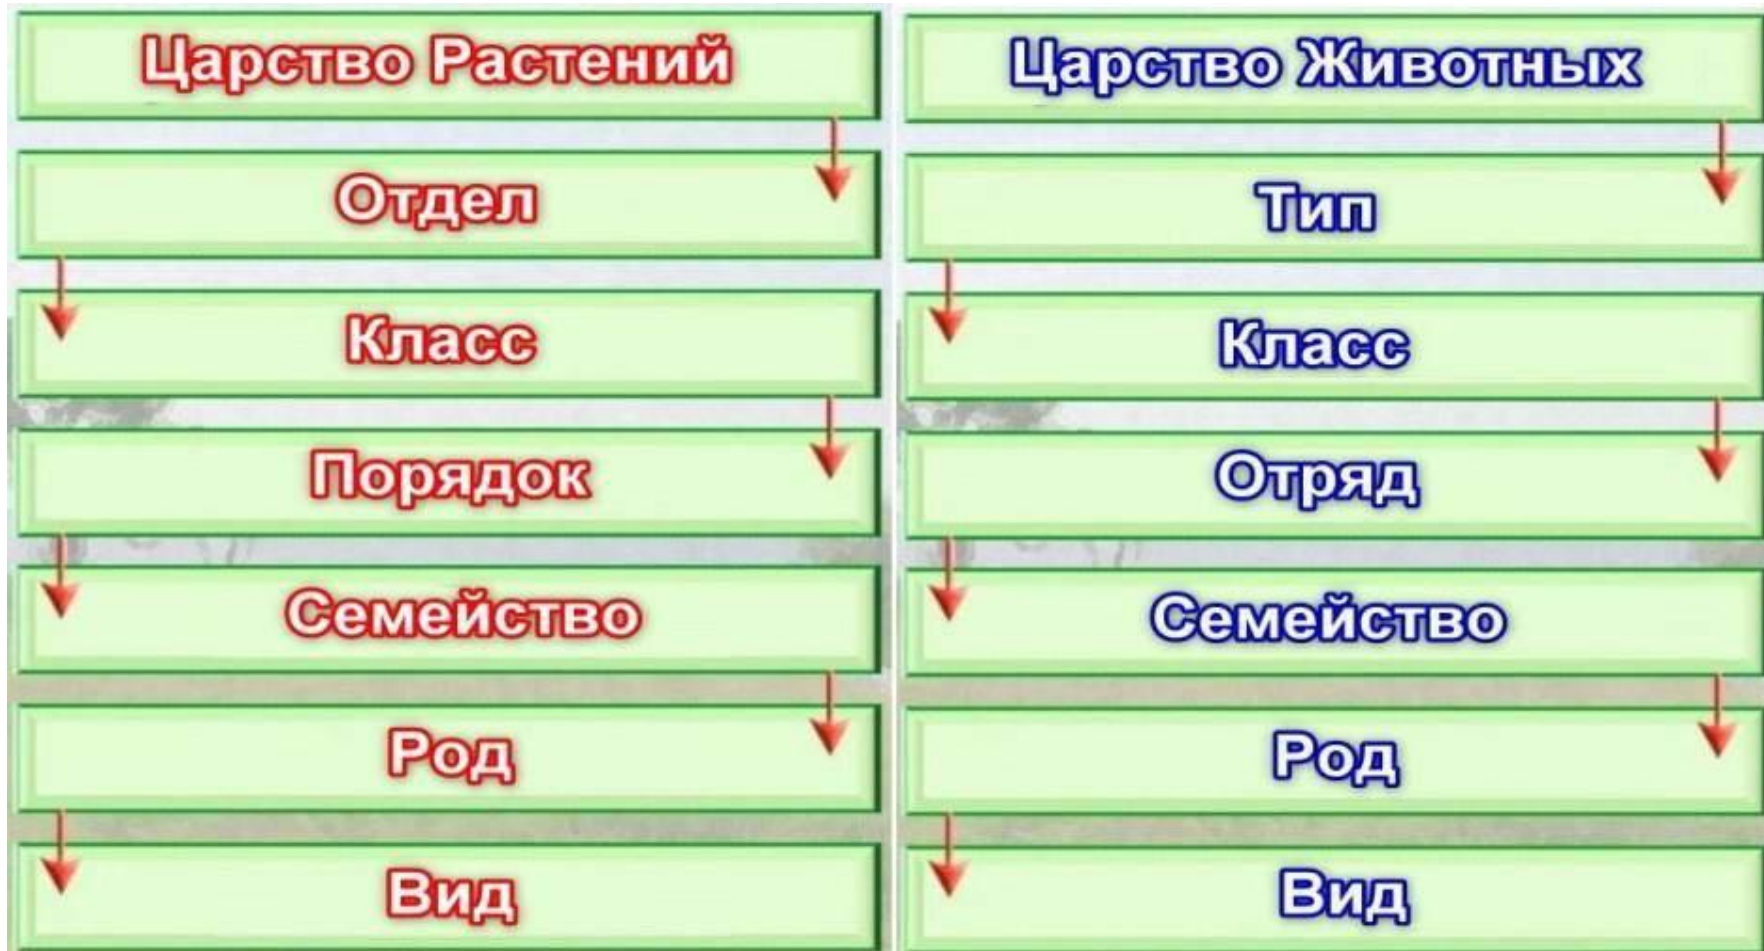 Царство Растений
Отдел
Класс
Порядок
Семейство
Род
Вид
Царство Животных
Тип
Класс
Отряд
Семейство
Род
Вид